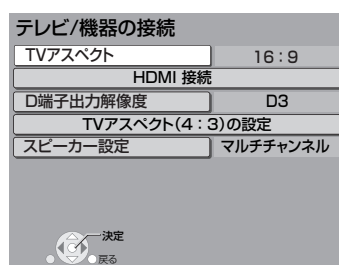 テレビ/機器の接続
TVアスペクト 16:9
HDMI 接続
D端子出力解像度 D3
TVアスペクト(4:3)の設定
スピーカー設定 マルチチャンネル
決定
戻る